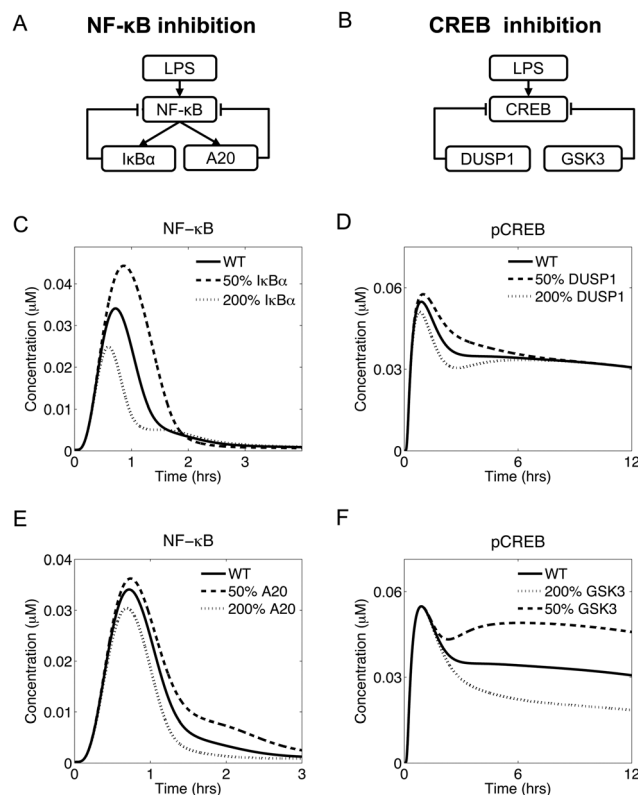 A
NF-κB inhibition
LPS
NF-κB
IκBα
A20
B
CREB inhibition
LPS
CREB
DUSP1
GSK3
C
NF−κB
WT
50% IκBα
200% IκBα
Concentration (μM)
0.04
0.03
0.02
0.01
0
0 1 2 3 4
Time (hrs)
D
pCREB
WT
50% DUSP1
200% DUSP1
Concentration (μM)
0.06
0.03
0
0 6 12
Time (hrs)
E
NF−κB
WT
50% A20
200% A20
Concentration (μM)
0.04
0.03
0.02
0.01
0
0 1 2 3
Time (hrs)
F
pCREB
WT
200% GSK3
50% GSK3
Concentration (μM)
0.06
0.03
0
0 6 12
Time (hrs)